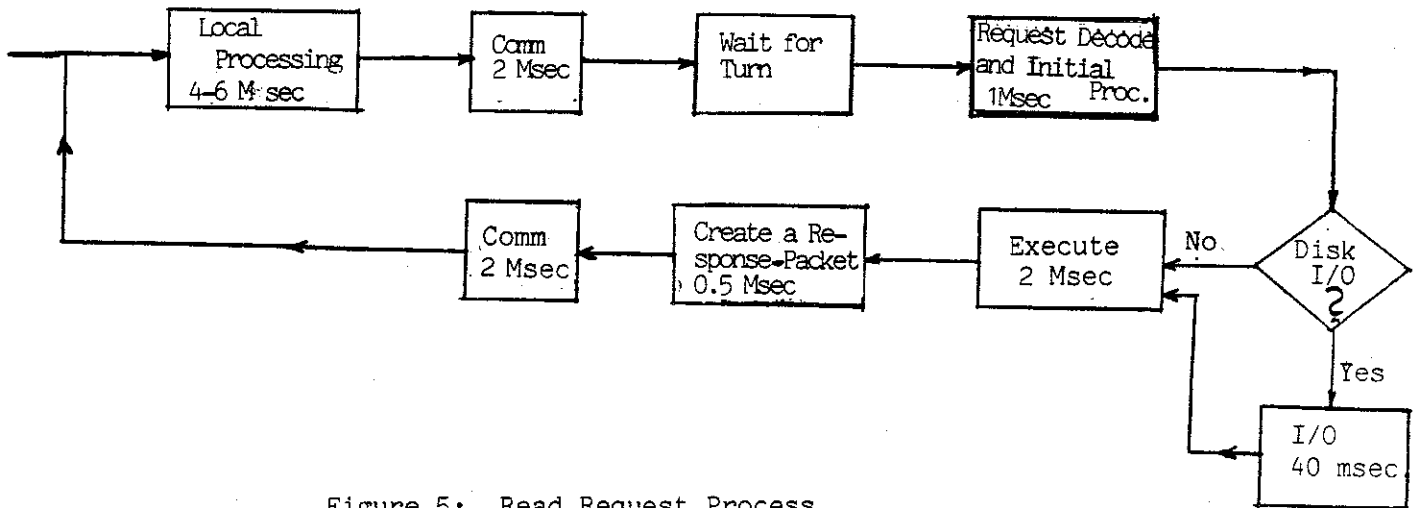 Local
Processing
4-6 M sec
Comm
2 Msec
Wait for
Turn
Request Decode
and Initial
1Msec Proc.
Disk
I/O
?
No
Yes
I/O
40 msec
Execute
2 Msec
Create a Re-
sponse-Packet
0.5 Msec
Comm
2 Msec
Figure 5: Read Request Process